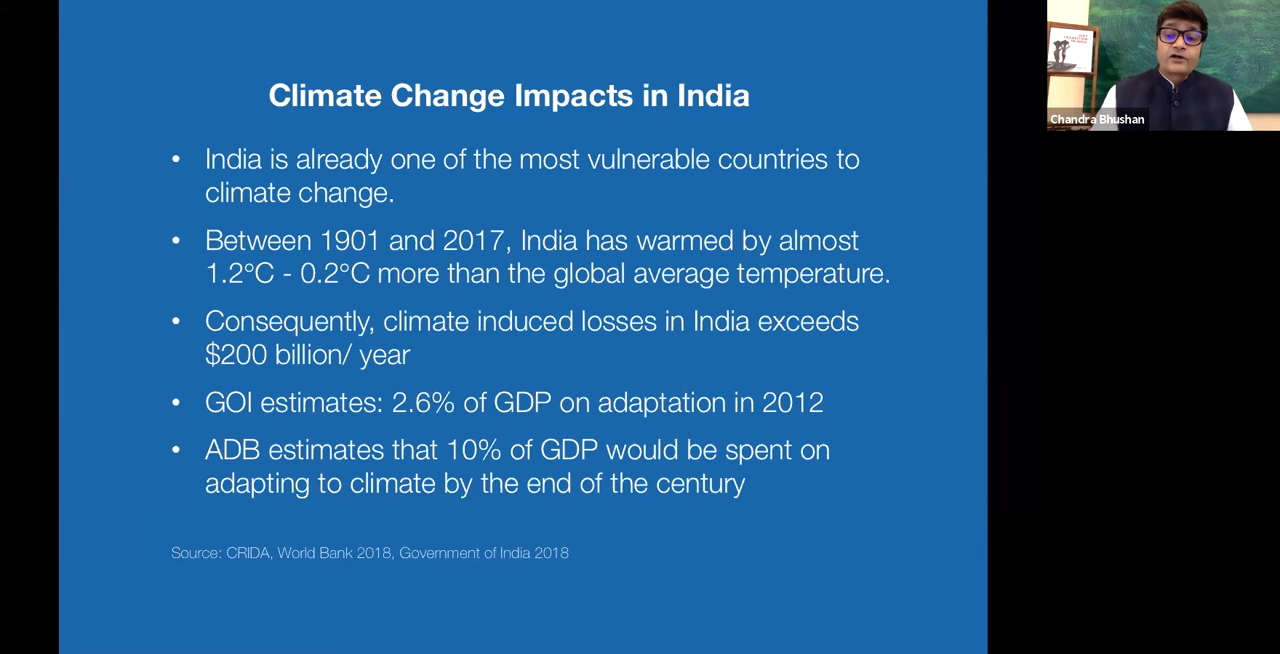 Climate Change Impacts in India
• India is already one of the most vulnerable countries to
climate change.
• Between 1901 and 2017, India has warmed by almost
1.2°C - 0.2°C more than the global average temperature.
• Consequently, climate induced losses in India exceeds
$200 billion/ year
• GOI estimates: 2.6% of GDP on adaptation in 2012
• ADB estimates that 10% of GDP would be spent on
adapting to climate by the end of the century
Source: CRIDA, World Bank 2018, Government of India 2018
JUST
TRANSITION
IN INDIA
Chandra Bhushan